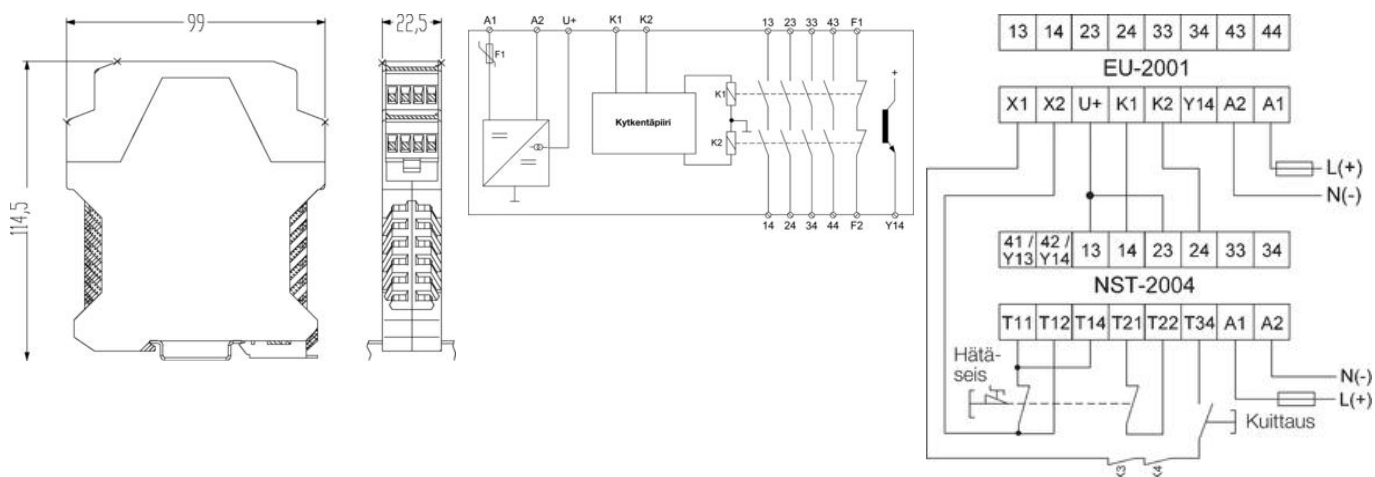 99
114,5
22,5
A1 A2 U+ K1 K2 13 23 33 43 F1
F1
Kytkentäpiiri
K1
K2
+
14 24 34 44 F2 Y14
13 14 23 24 33 34 43 44
EU-2001
X1 X2 U+ K1 K2 Y14 A2 A1
L(+)
N(-)
41 / 42 / 13 14 23 24 33 34
Y13 Y14
NST-2004
T11 T12 T14 T21 T22 T34 A1 A2
Hätä-
seis
N(-)
L(+)
Kuittaus
K3 K4